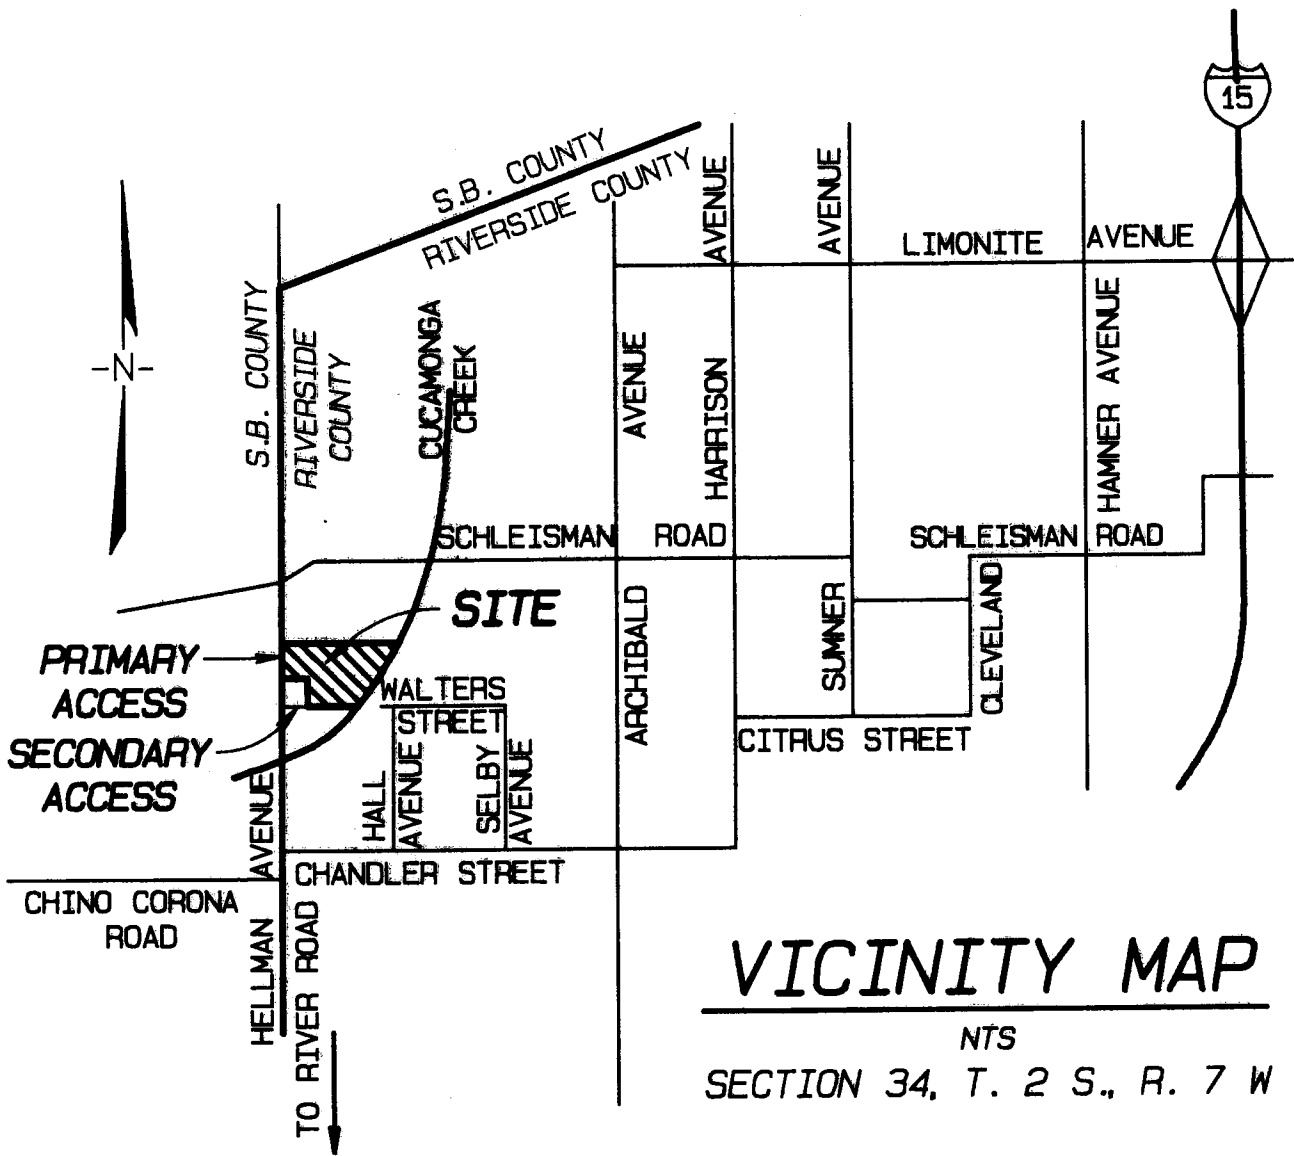 15
S.B. COUNTY
RIVERSIDE COUNTY
AVENUE
AVENUE
LIMONITE AVENUE
-N-
S.B. COUNTY
RIVERSIDE
COUNTY
CUCAMONGA
CREEK
AVENUE
HARRISON
HAMNER AVENUE
SCHLEISMAN ROAD
SCHLEISMAN ROAD
SITE
PRIMARY
ACCESS
SECONDARY
ACCESS
WALTERS
STREET
ARCHIBALD
SUMNER
CLEVELAND
CITRUS STREET
HALL
AVENUE
SELBY
AVENUE
AVENUE
CHANDLER STREET
CHINO CORONA
ROAD
HELLMAN
TO RIVER ROAD
VICINITY MAP
NTS
SECTION 34, T. 2 S., R. 7 W